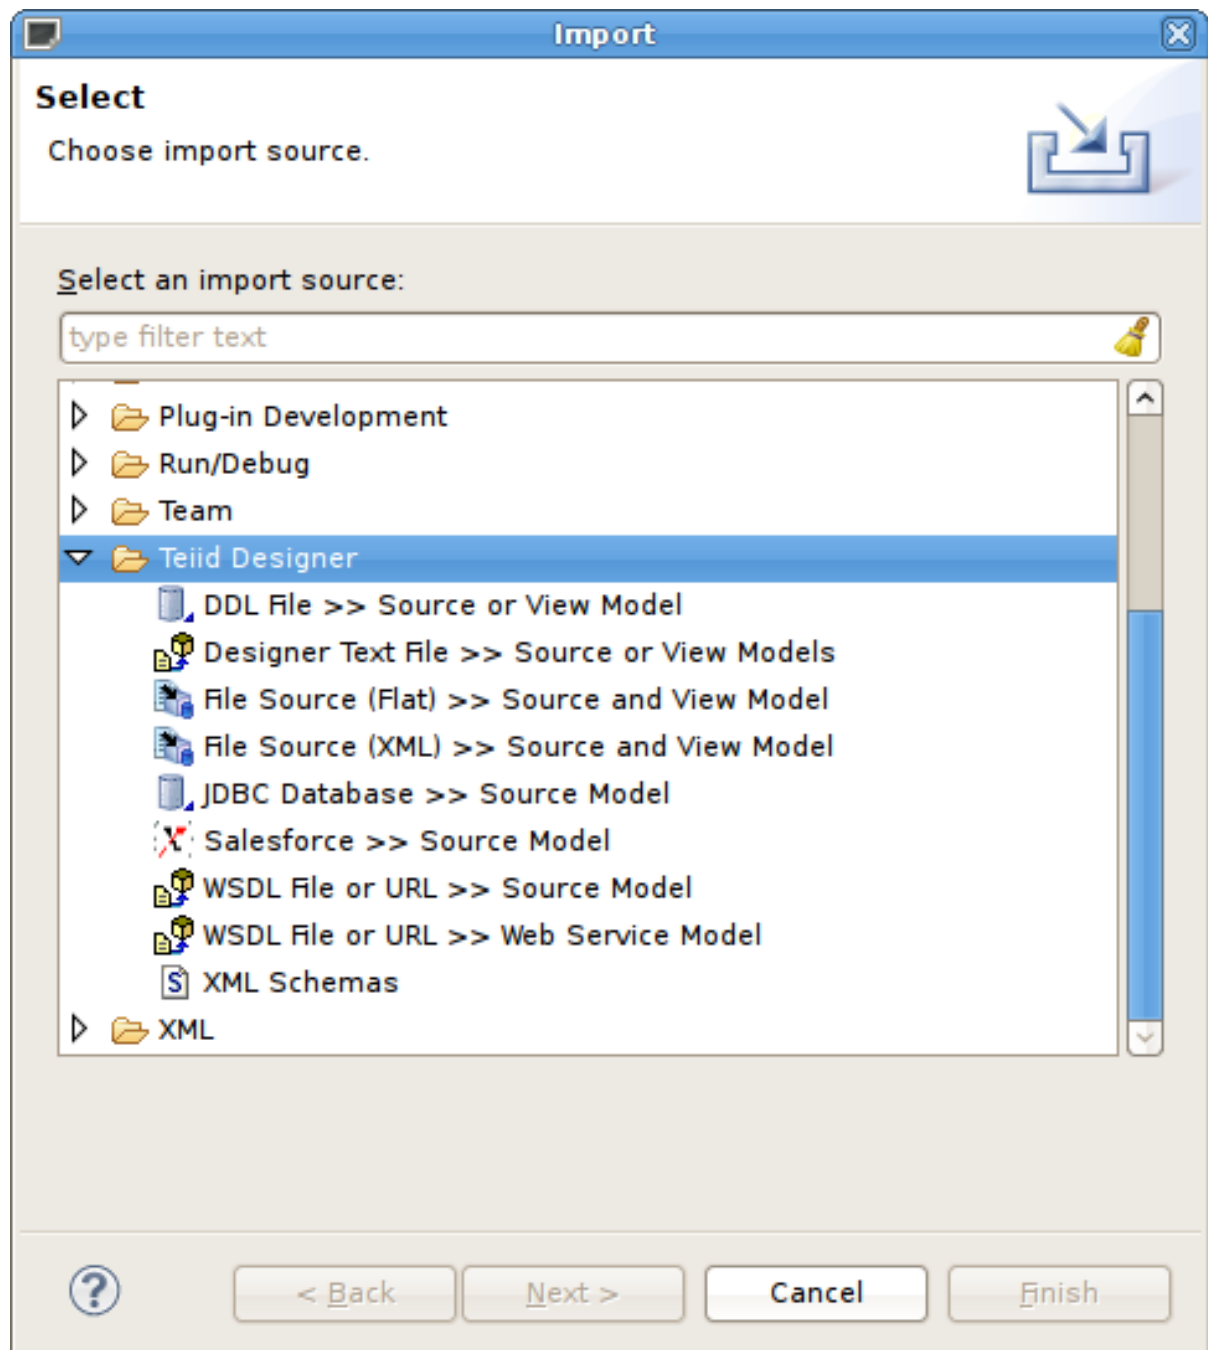 Import
Select
Choose import source.
Select an import source:
type filter text
Plug-in Development
Run/Debug
Team
Teiid Designer
DDL File >> Source or View Model
Designer Text File >> Source or View Models
File Source (Flat) >> Source and View Model
File Source (XML) >> Source and View Model
JDBC Database >> Source Model
Salesforce >> Source Model
WSDL File or URL >> Source Model
WSDL File or URL >> Web Service Model
XML Schemas
XML
< Back Next > Cancel Finish